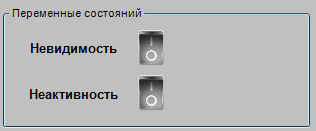 Переменные состояний
Невидимость
Неактивность